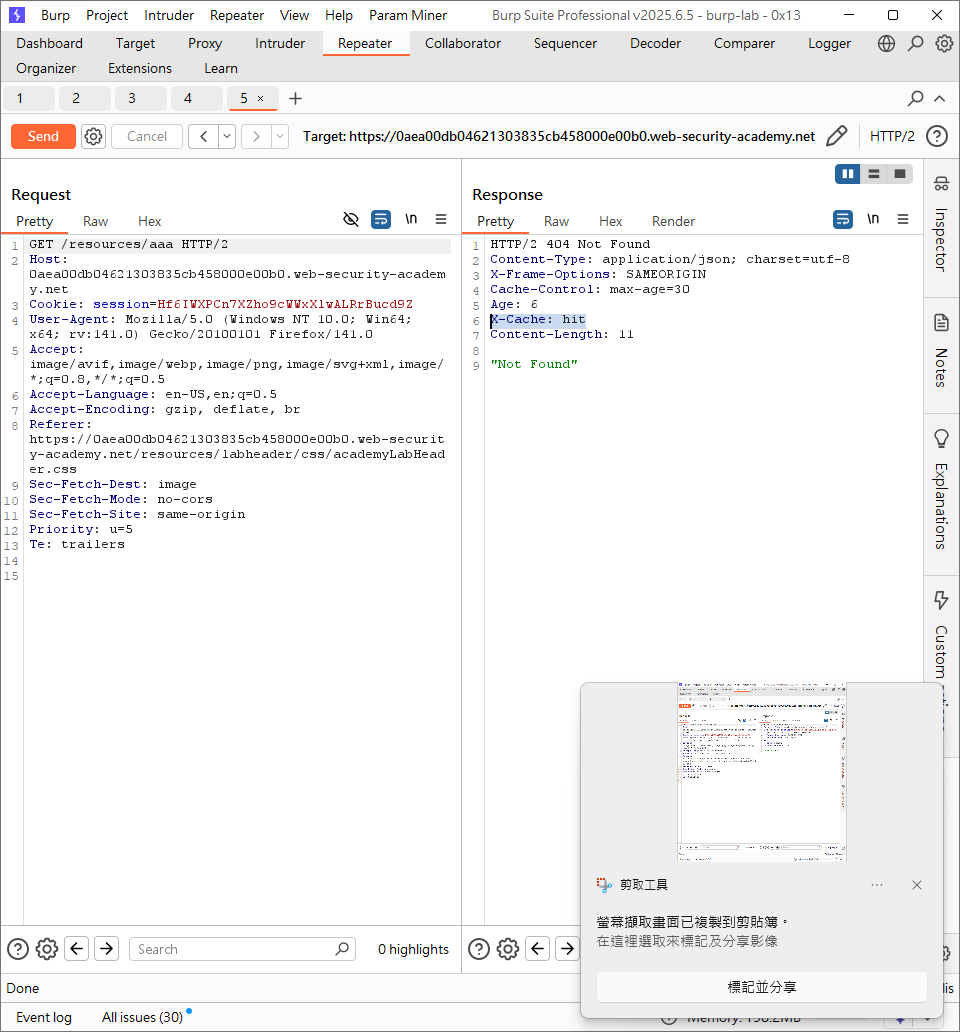 Burp Project Intruder Repeater View Help Param Miner Burp Suite Professional v2025.6.5 - burp-lab - 0x13
Dashboard Target Proxy Intruder Repeater Collaborator Sequencer Decoder Comparer Logger
Organizer Extensions Learn
1 2 3 4 5 × +
Send Cancel Target: https://0aea00db04621303835cb458000e00b0.web-security-academy.net HTTP/2
Request
Pretty Raw Hex \n
1 GET /resources/aaa HTTP/2
2 Host:
0aea00db04621303835cb458000e00b0.web-security-academ
y.net
3 Cookie: session=Hf6IWXPCn7XZho9cWWxXlwALRrBucd9Z
4 User-Agent: Mozilla/5.0 (Windows NT 10.0; Win64;
x64; rv:141.0) Gecko/20100101 Firefox/141.0
5 Accept:
image/avif,image/webp,image/png,image/svg+xml,image/
*;q=0.8,*/*;q=0.5
6 Accept-Language: en-US,en;q=0.5
7 Accept-Encoding: gzip, deflate, br
8 Referer:
https://0aea00db04621303835cb458000e00b0.web-securit
y-academy.net/resources/labheader/css/academyLabHead
er.css
9 Sec-Fetch-Dest: image
10 Sec-Fetch-Mode: no-cors
11 Sec-Fetch-Site: same-origin
12 Priority: u=5
13 Te: trailers
14
15
Response
Pretty Raw Hex Render \n
1 HTTP/2 404 Not Found
2 Content-Type: application/json; charset=utf-8
3 X-Frame-Options: SAMEORIGIN
4 Cache-Control: max-age=30
5 Age: 6
6 X-Cache: hit
7 Content-Length: 11
8
9 "Not Found"
Inspector
Notes
Explanations
Custom
剪取工具
螢幕擷取畫面已複製到剪貼簿。
在這裡選取來標記及分享影像
標記並分享
Search 0 highlights
Done
Event log All issues (30) Memory: 198.2MB